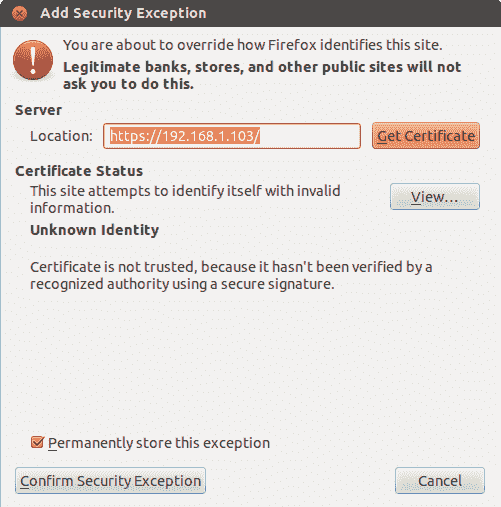 Add Security Exception
You are about to override how Firefox identifies this site.
Legitimate banks, stores, and other public sites will not
ask you to do this.
Server
Location: https://192.168.1.103/ Get Certificate
Certificate Status
This site attempts to identify itself with invalid
information.
View...
Unknown Identity
Certificate is not trusted, because it hasn't been verified by a
recognized authority using a secure signature.
Permanently store this exception
Confirm Security Exception Cancel